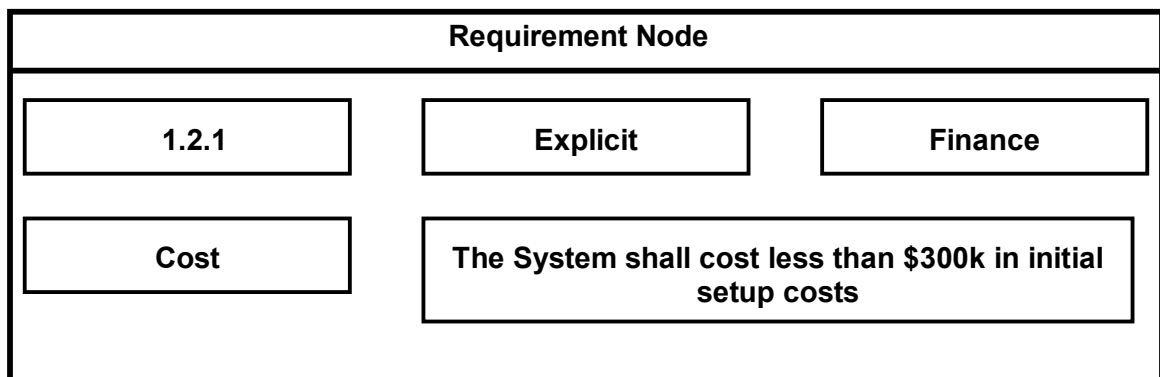 Requirement Node
1.2.1
Explicit
Finance
Cost
The System shall cost less than $300k in initial
setup costs